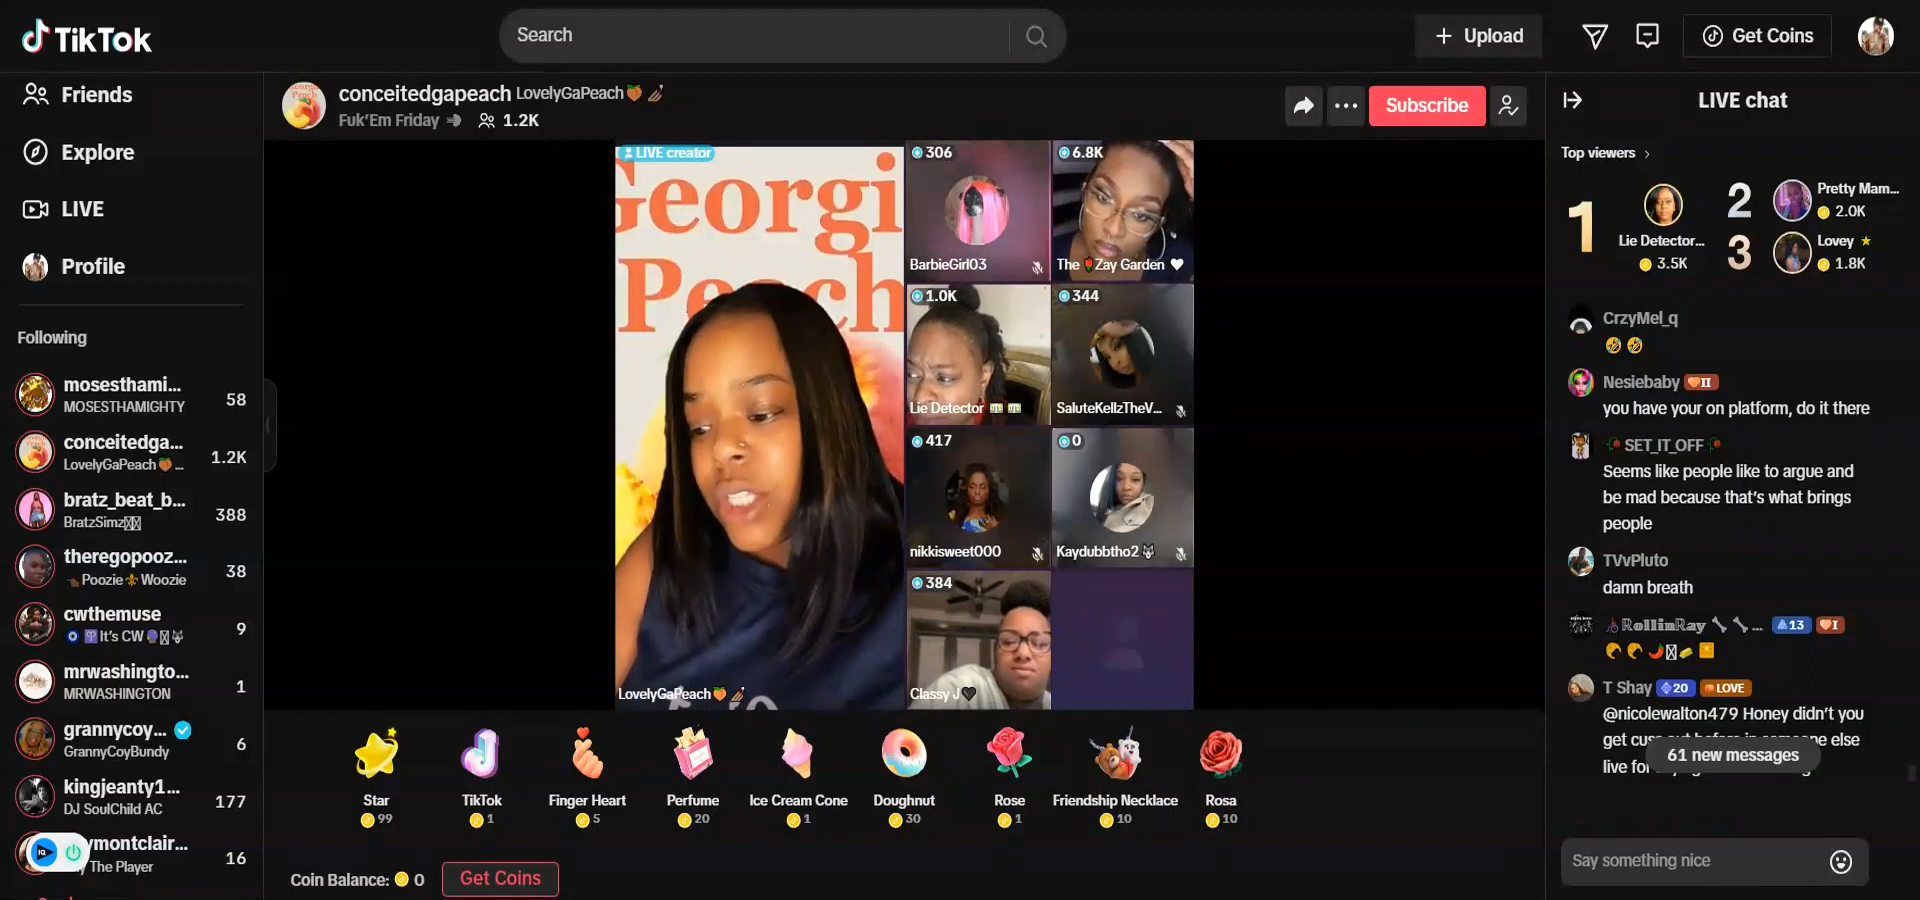 TikTok
Search
Upload
Get Coins
Friends
Explore
LIVE
Profile
Following
mosesthami...
MOSESTHAMIGHTY
58
conceitedga...
LovelyGaPeach🍑 ...
1.2K
bratz_beat_b...
BratzSimz
388
theregopooz...
Poozie⚜Woozie
38
cwthemuse
It's CW
9
mrwashingto...
MRWASHINGTON
1
grannycoy...
GrannyCoyBundy
6
kingjeanty1...
DJ SoulChild AC
177
ymontclair...
The Player
16
conceitedgapeach LovelyGaPeach🍑
Fuk'Em Friday
1.2K
Subscribe
LIVE creator
Georgi
Peach
LovelyGaPeach🍑
306
BarbieGirl03
6.8K
The 🌹Zay Garden
1.0K
Lie Detector
344
SaluteKellzTheV...
417
nikkisweet000
0
Kaydubbtho2
384
Classy J🖤
Star
99
TikTok
1
Finger Heart
5
Perfume
20
Ice Cream Cone
1
Doughnut
30
Rose
1
Friendship Necklace
10
Rosa
10
Coin Balance: 0
Get Coins
LIVE chat
Top viewers
1
Lie Detector...
3.5K
2
Pretty Mam...
2.0K
3
Lovey ⭐
1.8K
CrzyMel_q
🤣 🤣
Nesiebaby II
you have your on platform, do it there
SET_IT_OFF
Seems like people like to argue and
be mad because that's what brings
people
TVvPluto
damn breath
RollinRay 🦴 🦴 ... 13 I
T Shay 20 LOVE
@nicolewalton479 Honey didn't you
get else
live for
61 new messages
Say something nice